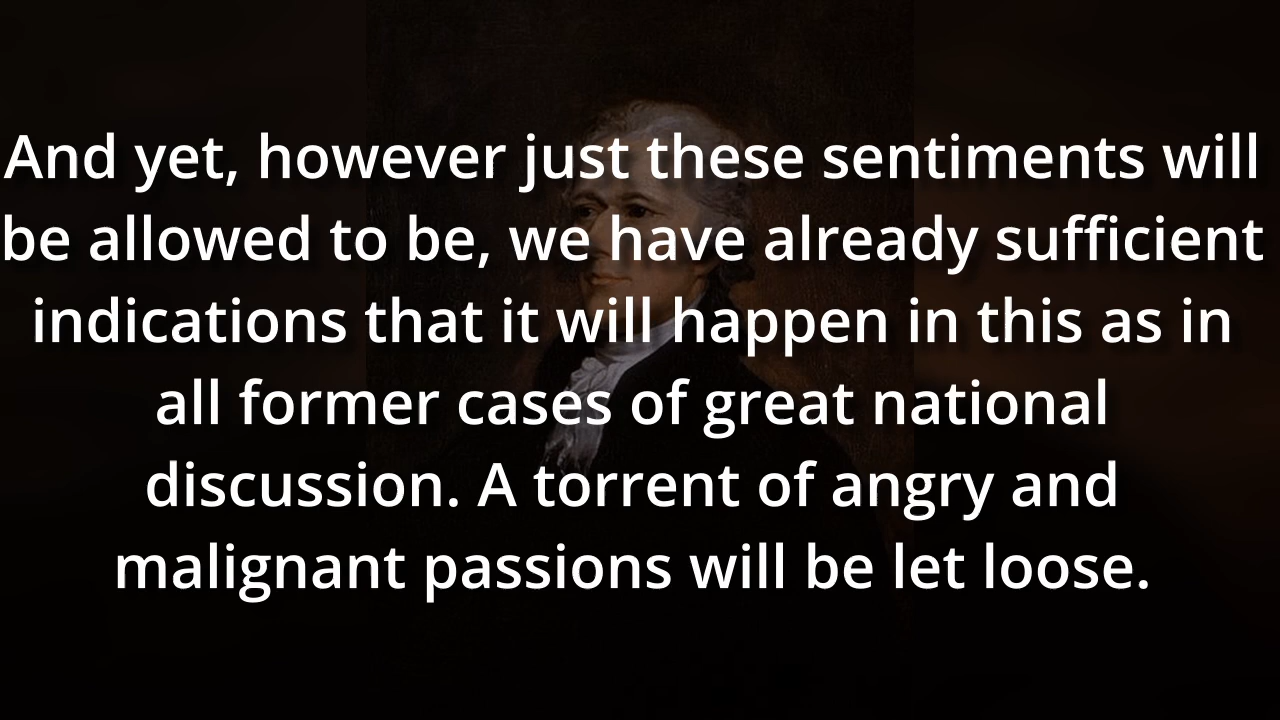 And yet, however just these sentiments will
be allowed to be, we have already sufficient
indications that it will happen in this as in
all former cases of great national
discussion. A torrent of angry and
malignant passions will be let loose.